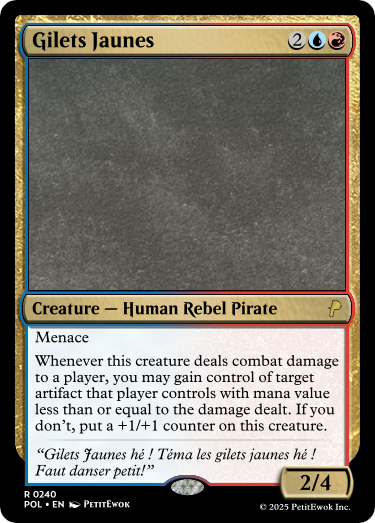 Gilets Jaunes 2
Creature — Human Rebel Pirate
Menace
Whenever this creature deals combat damage
to a player, you may gain control of target
artifact that player controls with mana value
less than or equal to the damage dealt. If you
don't, put a +1/+1 counter on this creature.
“Gilets Jaunes hé ! Téma les gilets jaunes hé !
Faut danser petit!”
2/4
R 0240
POL • EN PetitEwok
© 2025 PetitEwok Inc.